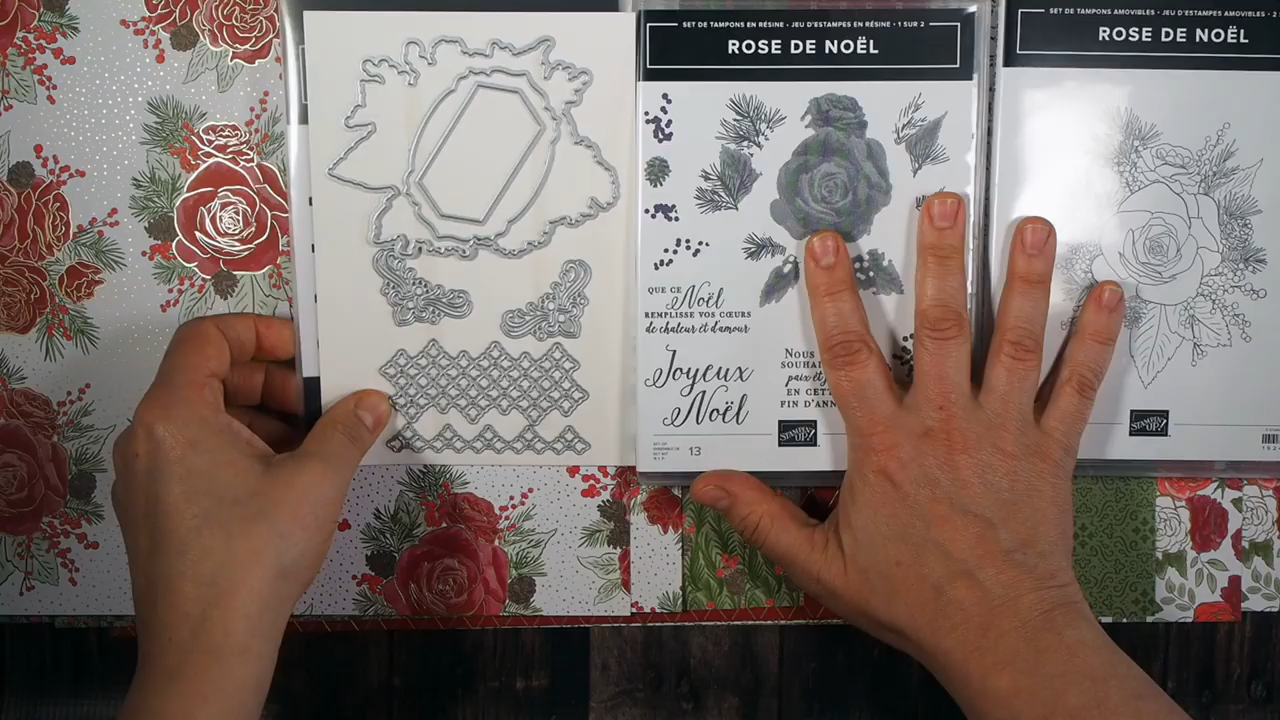 SET DE TAMPONS EN RÉSINE • JEU D'ESTAMPES EN RÉSINE • 1 SUR 2
ROSE DE NOËL
QUE CE Noël
REMPLISSE VOS CŒURS
de chaleur et d'amour
Joyeux
Noël
NOUS
SOUHAI
paix et j
EN CETT
FIN D'ANN
STAMPIN' UP!
13
SET DE TAMPONS AMOVIBLES • JEU D'ESTAMPES AMOVIBLES • 2
ROSE DE NOËL
STAMPIN' UP!